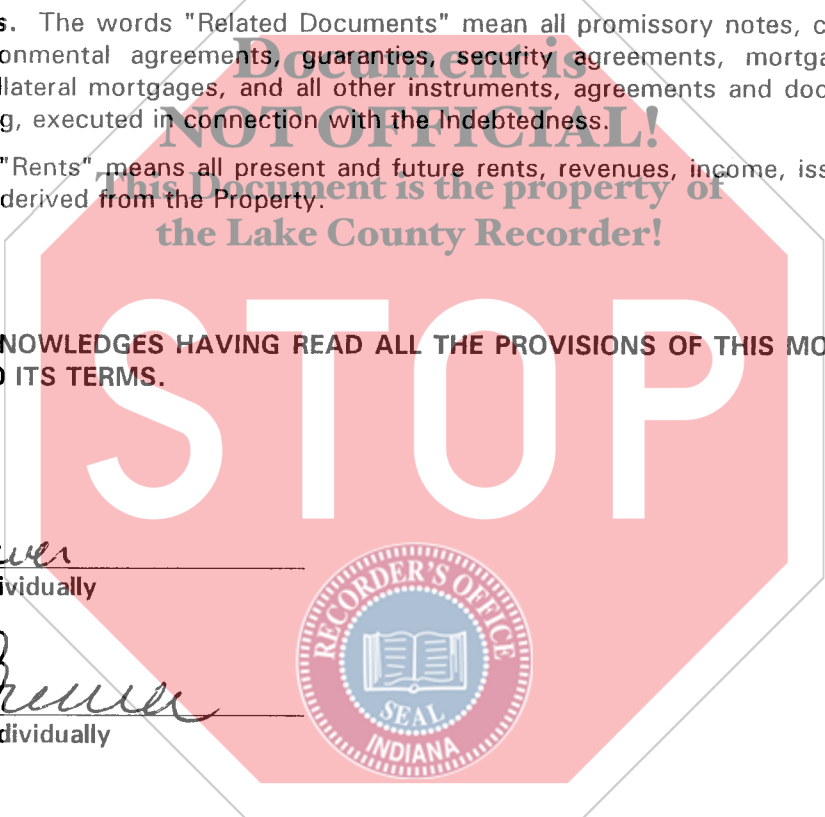 s. The words "Related Documents" mean all promissory notes, c
onmental agreements, guaranties, security agreements, mortga
llateral mortgages, and all other instruments, agreements and doc
g, executed in connection with the Indebtedness.
"Rents" means all present and future rents, revenues, income, iss
derived from the Property.
Document is
NOT OFFICIAL!
This Document is the property of
the Lake County Recorder!
NOWLEDGES HAVING READ ALL THE PROVISIONS OF THIS MO
D ITS TERMS.
STOP
ividually
dividually
RECORDER'S OFFICE
SEAL
INDIANA